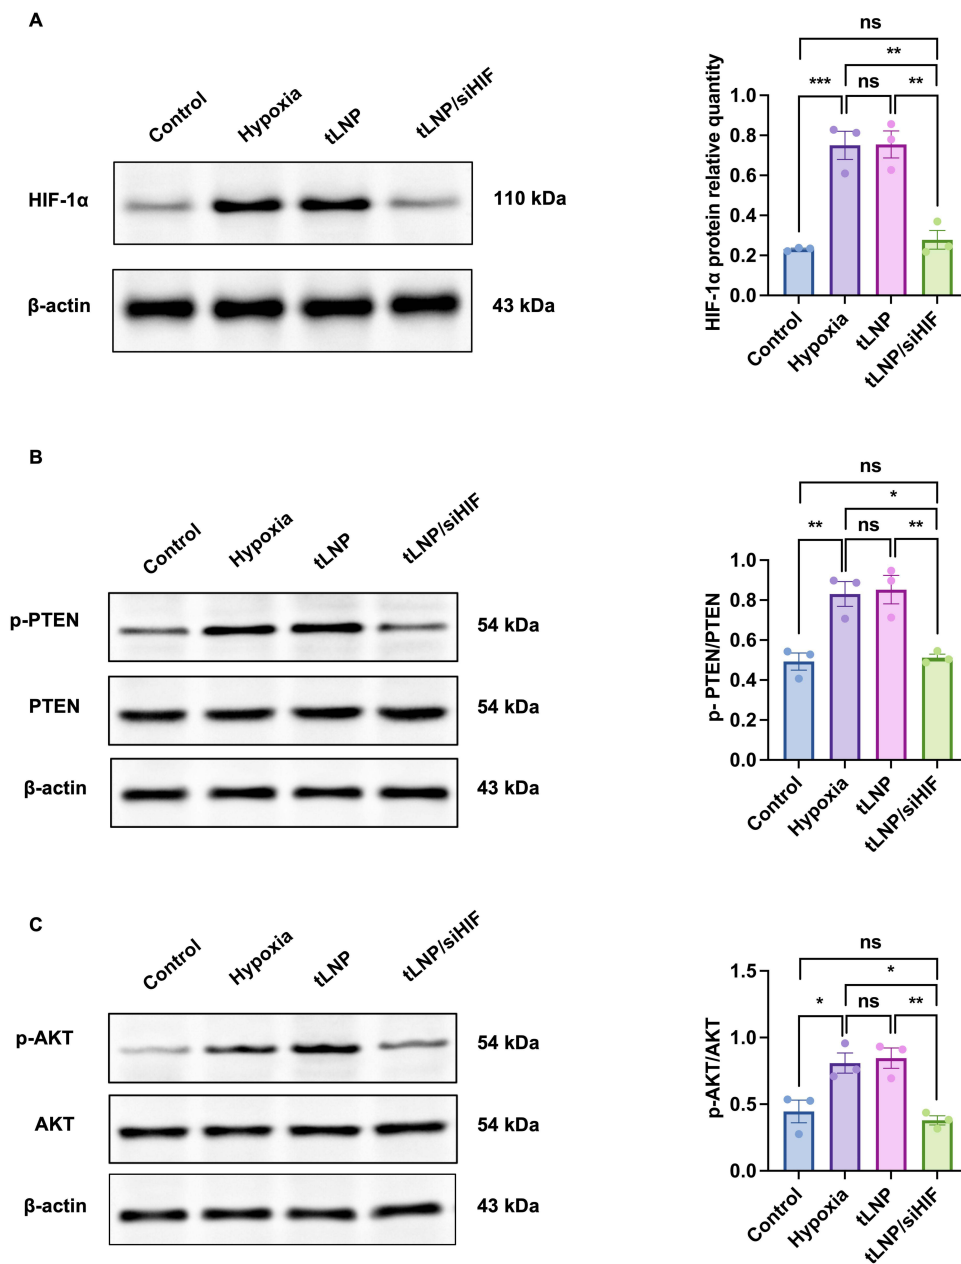 A
Control
Hypoxia
tLNP
tLNP/siHIF
HIF-1α
110 kDa
β-actin
43 kDa
HIF-1α protein relative quantity
1.0
0.8
0.6
0.4
0.2
0.0
ns
**
*** ns **
Control
Hypoxia
tLNP
tLNP/siHIF
B
Control
Hypoxia
tLNP
tLNP/siHIF
p-PTEN
54 kDa
PTEN
54 kDa
β-actin
43 kDa
p- PTEN/PTEN
1.0
0.8
0.6
0.4
0.2
0.0
ns
*
** ns **
Control
Hypoxia
tLNP
tLNP/siHIF
C
Control
Hypoxia
tLNP
tLNP/siHIF
p-AKT
54 kDa
AKT
54 kDa
β-actin
43 kDa
p-AKT/AKT
1.5
1.0
0.5
0.0
ns
*
* ns **
Control
Hypoxia
tLNP
tLNP/siHIF